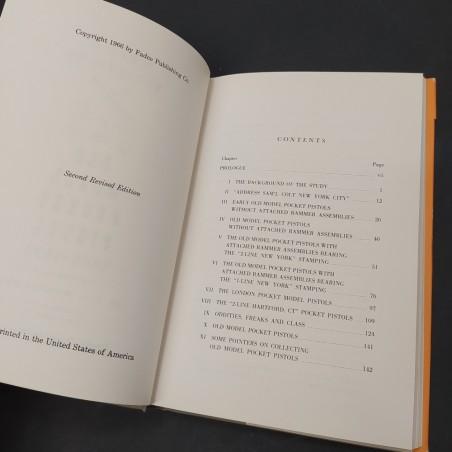 Copyright 1966 by Fadco Publishing Co.
Second Revised Edition
Printed in the United States of America
CONTENTS
Chapter Page
PROLOGUE vi
I THE BACKGROUND OF THE STUDY 1
II "ADDRESS SAML COLT NEW YORK CITY" 12
III EARLY OLD MODEL POCKET PISTOLS
WITHOUT ATTACHED RAMMER ASSEMBLIES 20
IV OLD MODEL POCKET PISTOLS
WITHOUT ATTACHED RAMMER ASSEMBLIES 40
V THE OLD MODEL POCKET PISTOLS WITH
ATTACHED RAMMER ASSEMBLIES BEARING
THE "2-LINE NEW YORK" STAMPING 51
VI THE OLD MODEL POCKET PISTOLS WITH
ATTACHED RAMMER ASSEMBLIES BEARING
THE "1-LINE NEW YORK" STAMPING 76
VII THE LONDON POCKET MODEL PISTOLS 97
VIII THE "2-LINE HARTFORD, CT" POCKET PISTOLS 109
IX ODDITIES, FREAKS AND CLASS 124
X OLD MODEL POCKET PISTOLS 141
XI SOME POINTERS ON COLLECTING
OLD MODEL POCKET PISTOLS 142